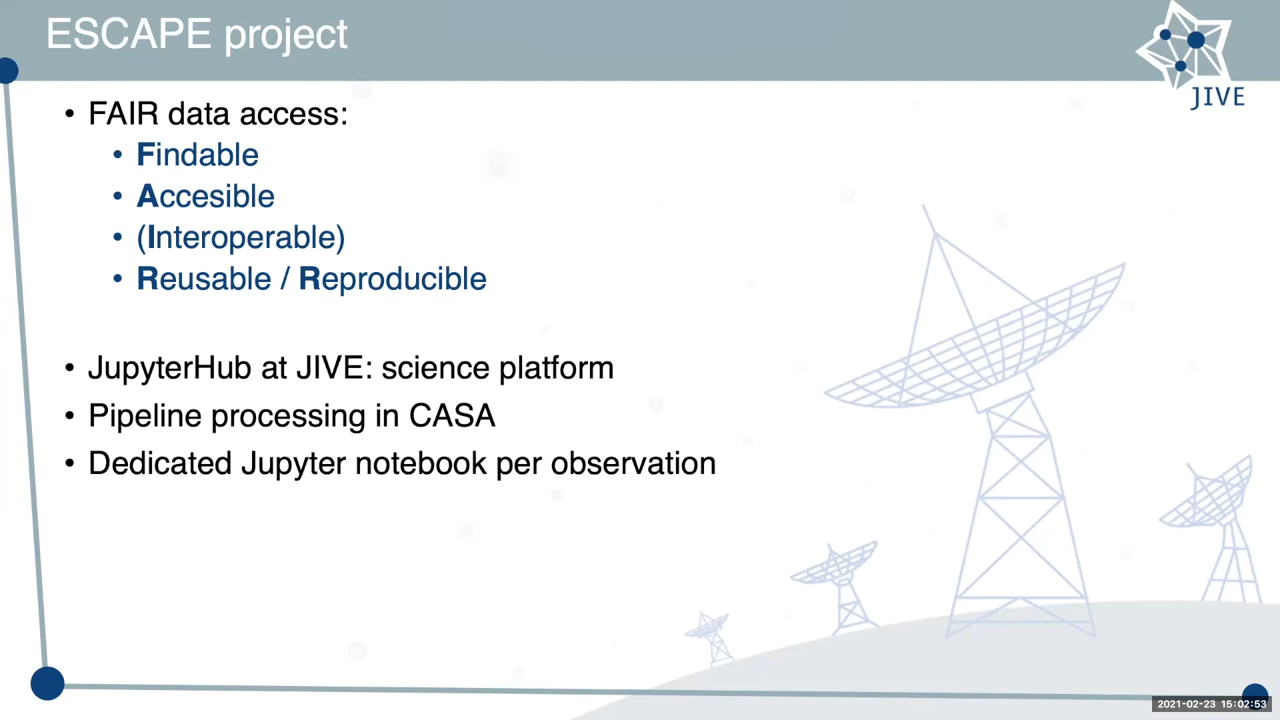 ESCAPE project
JIVE
• FAIR data access:
• Findable
• Accesible
• (Interoperable)
• Reusable / Reproducible
• JupyterHub at JIVE: science platform
• Pipeline processing in CASA
• Dedicated Jupyter notebook per observation
2021-02-23 15:02:53